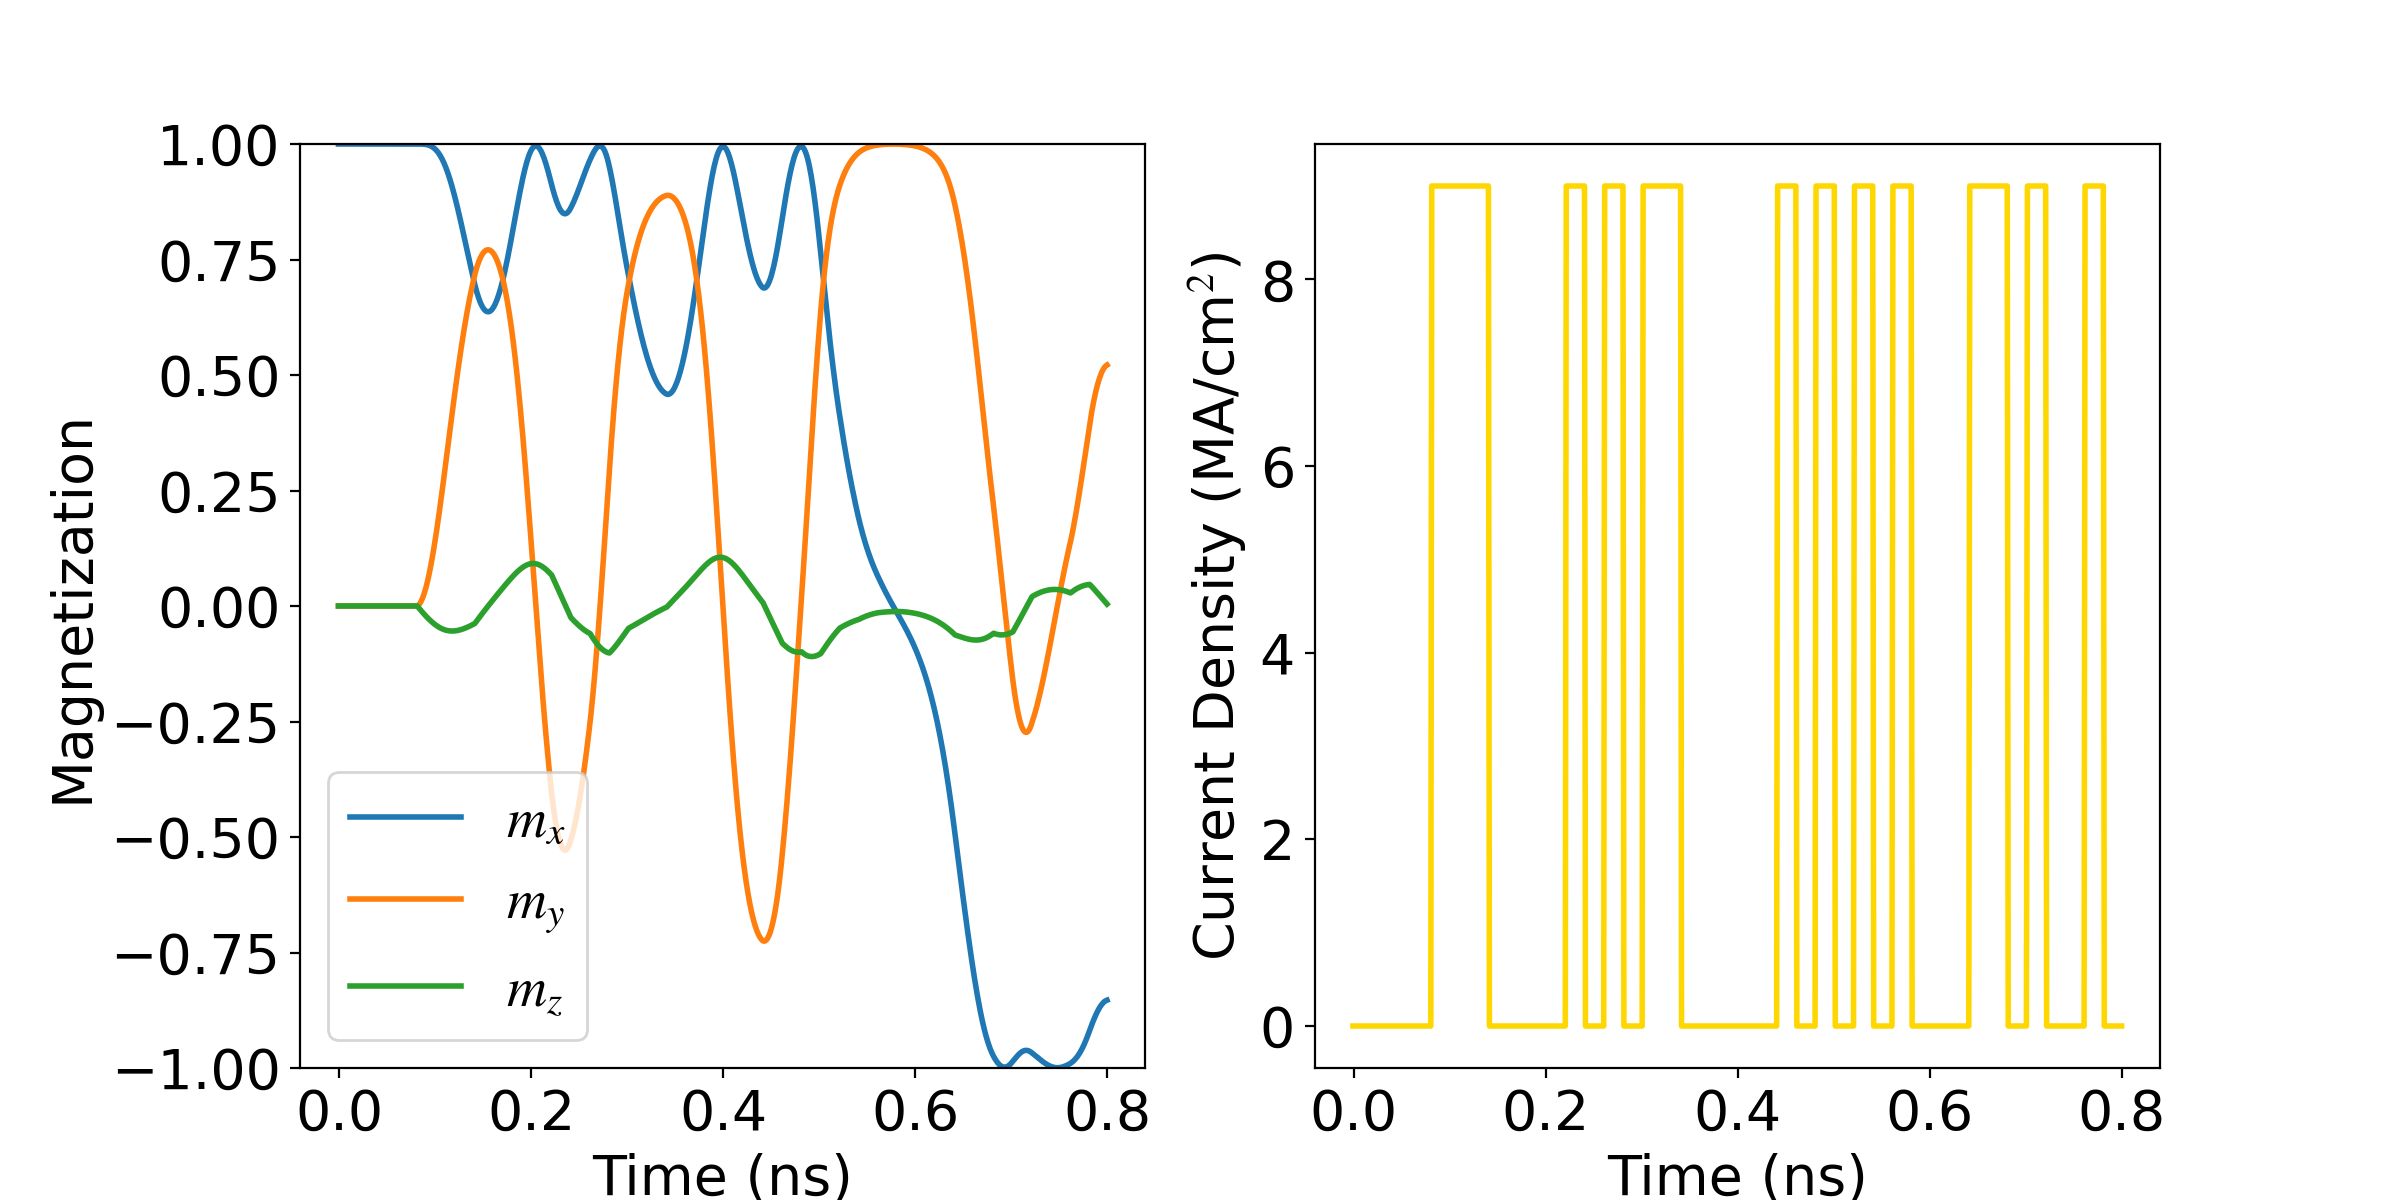 1.00
0.75
0.50
0.25
0.00
−0.25
−0.50
−0.75
−1.00
Magnetization
m_x
m_y
m_z
0.0 0.2 0.4 0.6 0.8
Time (ns)
8
6
4
2
0
Current Density (MA/cm²)
0.0 0.2 0.4 0.6 0.8
Time (ns)